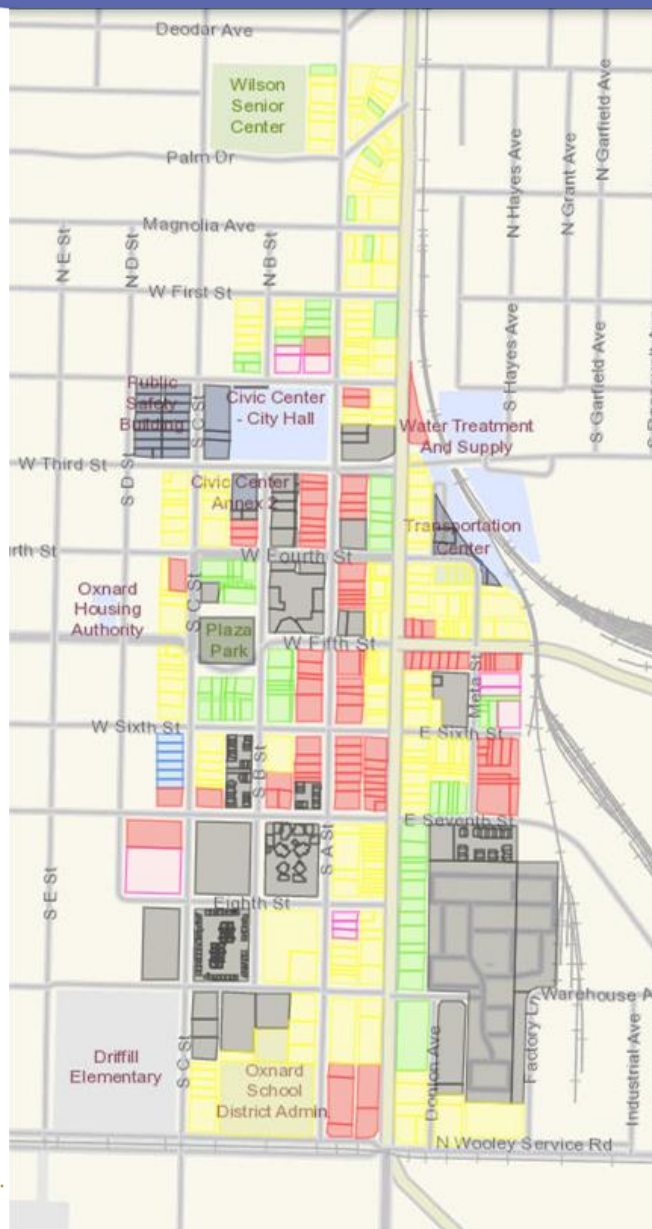 Deodar Ave
Wilson
Senior
Center
Palm Dr
Magnolia Ave
N E St
N D St
N B St
W First St
N Hayes Ave
N Grant Ave
N Garfield Ave
S Hayes Ave
S Garfield Ave
Public
Safety
Building
S C St
Civic Center
- City Hall
Water Treatment
And Supply
W Third St
S D St
Civic Center
Annex 2
Transportation
Center
rth St
W Fourth St
Oxnard
Housing
Authority
S C St
Plaza
Park
W Fifth St
Meta St
W Sixth St
E Sixth St
S B St
S A St
E Seventh St
S E St
Eighth St
Warehouse A
Factory Ln
Industrial Ave
Donlon Ave
Driffill
Elementary
S C St
Oxnard
School
District Admin
N Wooley Service Rd